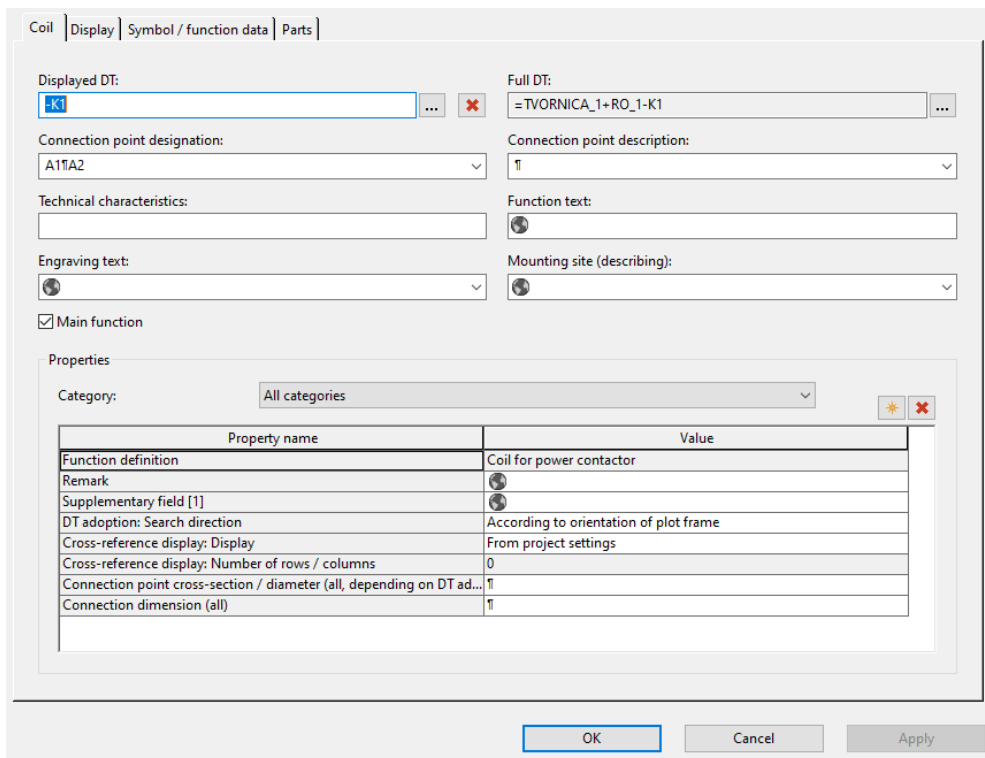 Coil Display Symbol / function data Parts
Displayed DT: Full DT:
-K1 ... =TVORNICA_1+RO_1-K1 ...
Connection point designation: Connection point description:
A1¶A2 ¶
Technical characteristics: Function text:
Engraving text: Mounting site (describing):
Main function
Properties
Category: All categories
Property name Value
Function definition Coil for power contactor
Remark
Supplementary field [1]
DT adoption: Search direction According to orientation of plot frame
Cross-reference display: Display From project settings
Cross-reference display: Number of rows / columns 0
Connection point cross-section / diameter (all, depending on DT ad... ¶
Connection dimension (all) ¶
OK Cancel Apply